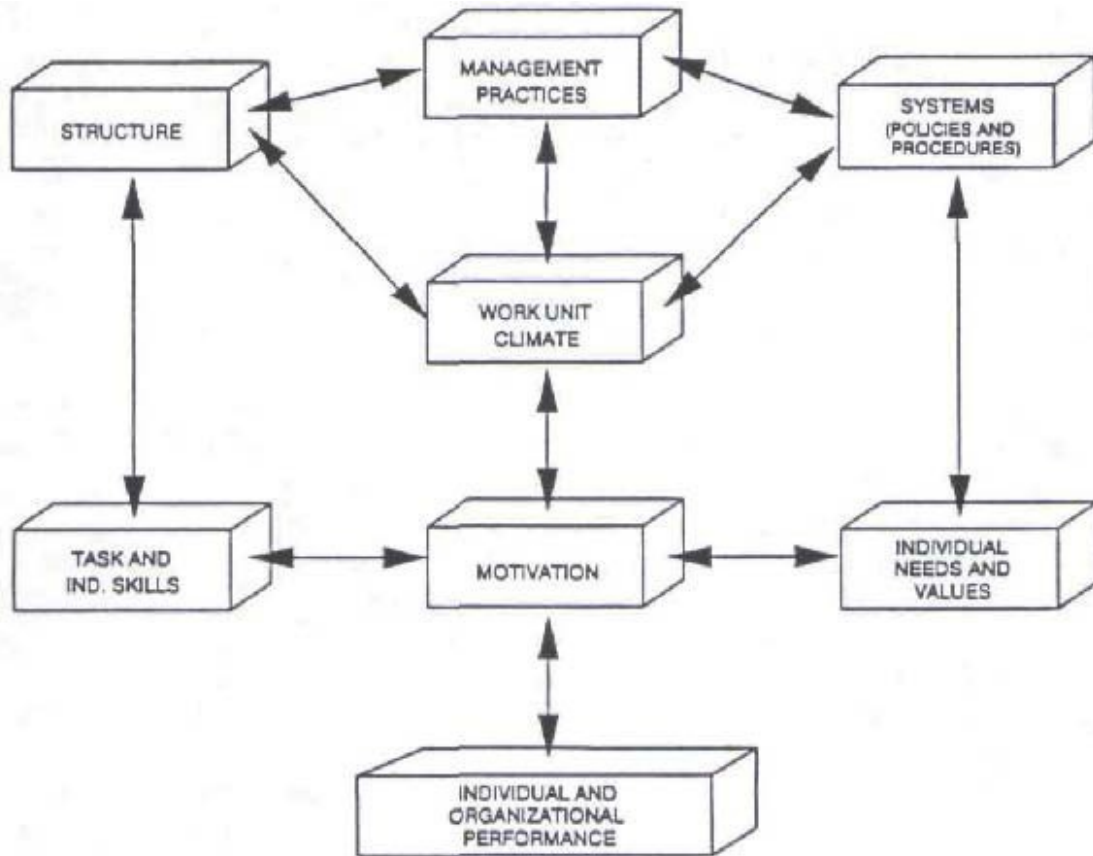 MANAGEMENT
PRACTICES
STRUCTURE
SYSTEMS
(POLICIES AND
PROCEDURES)
WORK UNIT
CLIMATE
TASK AND
IND. SKILLS
MOTIVATION
INDIVIDUAL
NEEDS AND
VALUES
INDIVIDUAL AND
ORGANIZATIONAL
PERFORMANCE